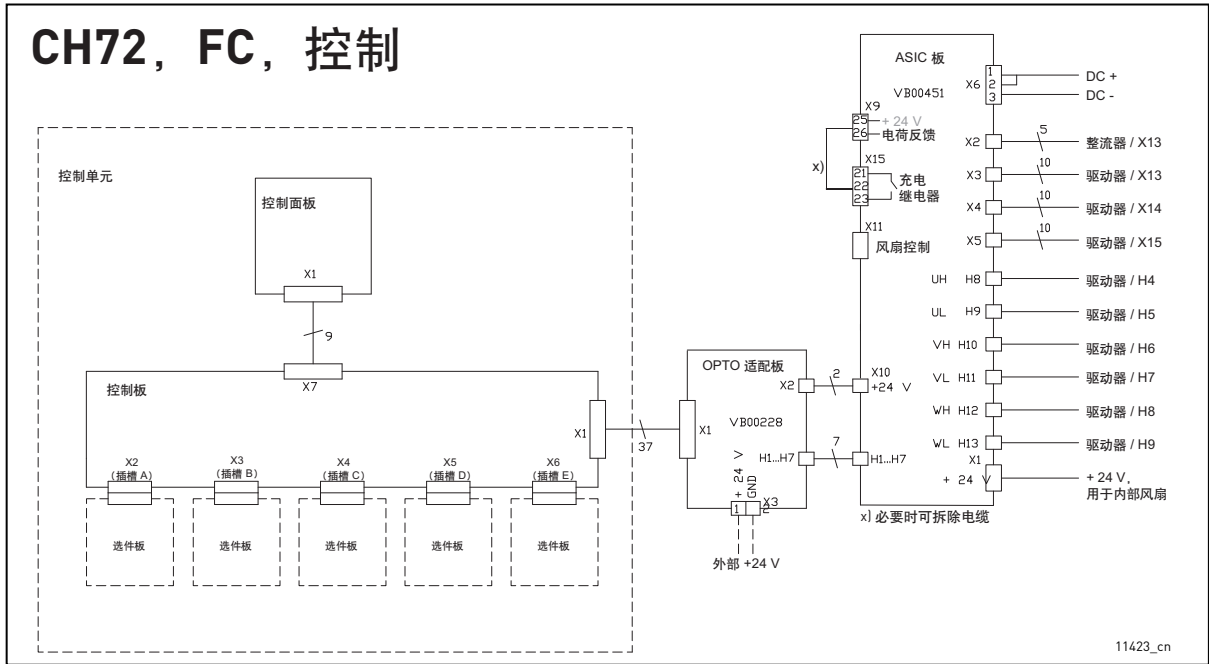 CH72, FC, 控制
控制单元
控制面板
X1
9
X7
控制板
X1
37
X2
(插槽 A)
X3
(插槽 B)
X4
(插槽 C)
X5
(插槽 D)
X6
(插槽 E)
选件板
选件板
选件板
选件板
选件板
OPTO 适配板
X2
2
X1
VB00228
H1...H7
7
+ 24 V
GND
X3
1
2
外部 +24 V
ASIC 板
VB00451
X6
1
2
3
DC +
DC -
X9
25
+ 24 V
26
电荷反馈
x)
X15
21
22
23
充电
继电器
X11
风扇控制
X10
+24 V
H1...H7
X2
5
整流器 / X13
X3
10
驱动器 / X13
X4
10
驱动器 / X14
X5
10
驱动器 / X15
UH H8
驱动器 / H4
UL H9
驱动器 / H5
VH H10
驱动器 / H6
VL H11
驱动器 / H7
WH H12
驱动器 / H8
WL H13
驱动器 / H9
X1
+ 24 V
+ 24 V,
用于内部风扇
x) 必要时可拆除电缆
11423_cn